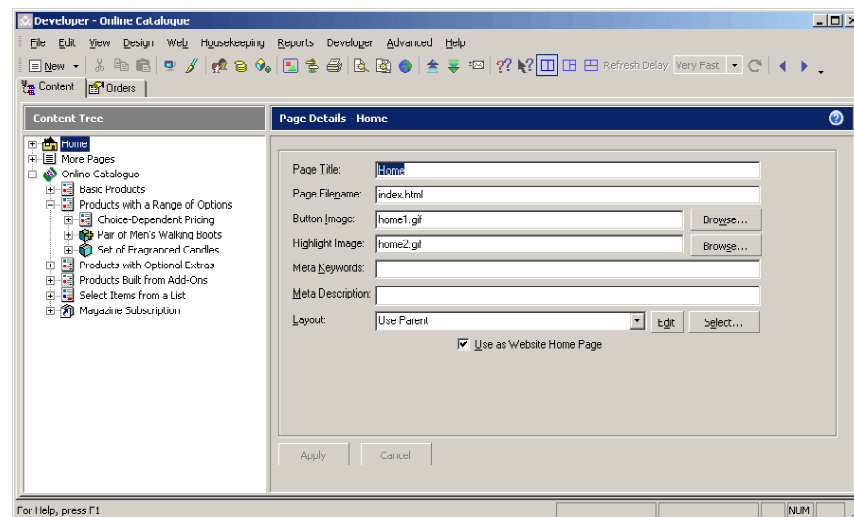 Developer - Online Catalogue
File Edit View Design Web Housekeeping Reports Developer Advanced Help
New Refresh Delay Very Fast
Content Orders
Content Tree
Page Details - Home
Home
More Pages
Online Catalogue
Basic Products
Products with a Range of Options
Choice-Dependent Pricing
Pair of Men's Walking Boots
Set of Fragranced Candles
Products with Optional Extras
Products Built from Add-Ons
Select Items from a List
Magazine Subscription
Page Title: Home
Page Filename: index.html
Button Image: home1.gif Browse...
Highlight Image: home2.gif Browse...
Meta Keywords:
Meta Description:
Layout: Use Parent Edit Select...
Use as Website Home Page
Apply Cancel
For Help, press F1 NUM